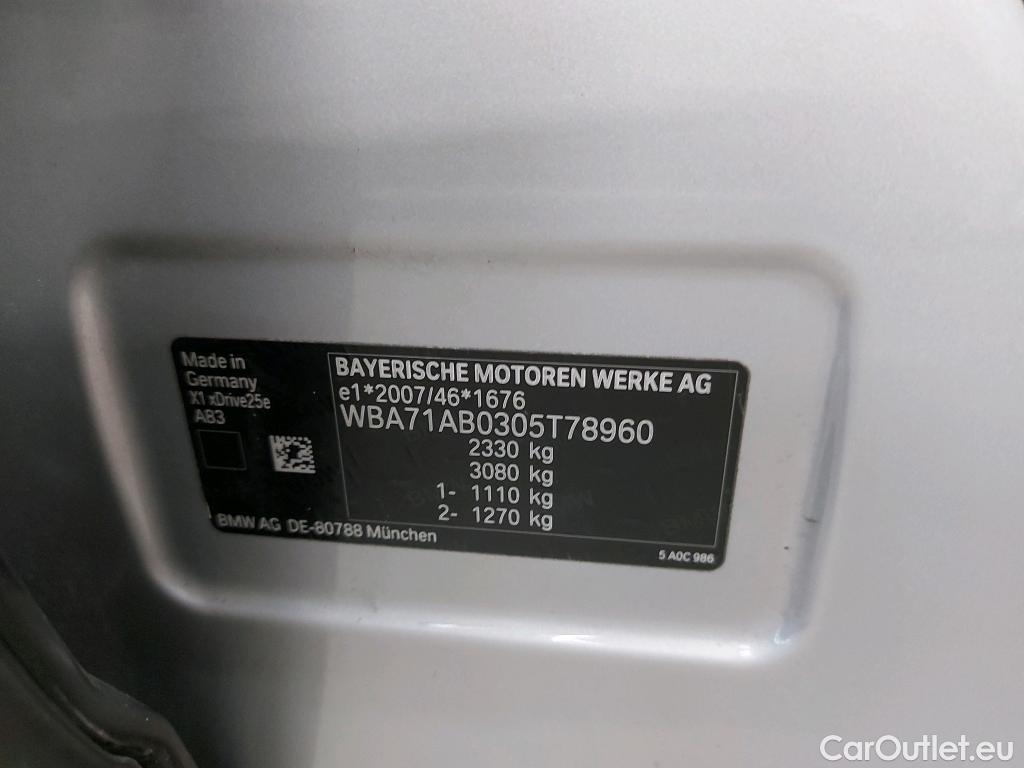 Made in
Germany
X1 xDrive25e
A83
BAYERISCHE MOTOREN WERKE AG
e1*2007/46*1676
WBA71AB0305T78960
2330 kg
3080 kg
1- 1110 kg
2- 1270 kg
BMW AG DE-80788 München
5 A0C 986
CarOutlet.eu